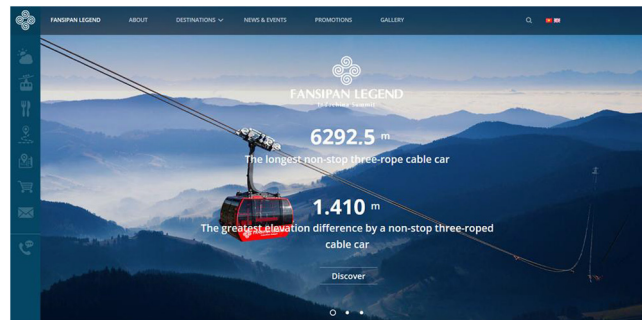 FANSIPAN LEGEND ABOUT DESTINATIONS NEWS & EVENTS PROMOTIONS GALLERY
FANSIPAN LEGEND
6292.5 m
The longest non-stop three-rope cable car
1.410 m
The greatest elevation difference by a non-stop three-roped
cable car
Discover